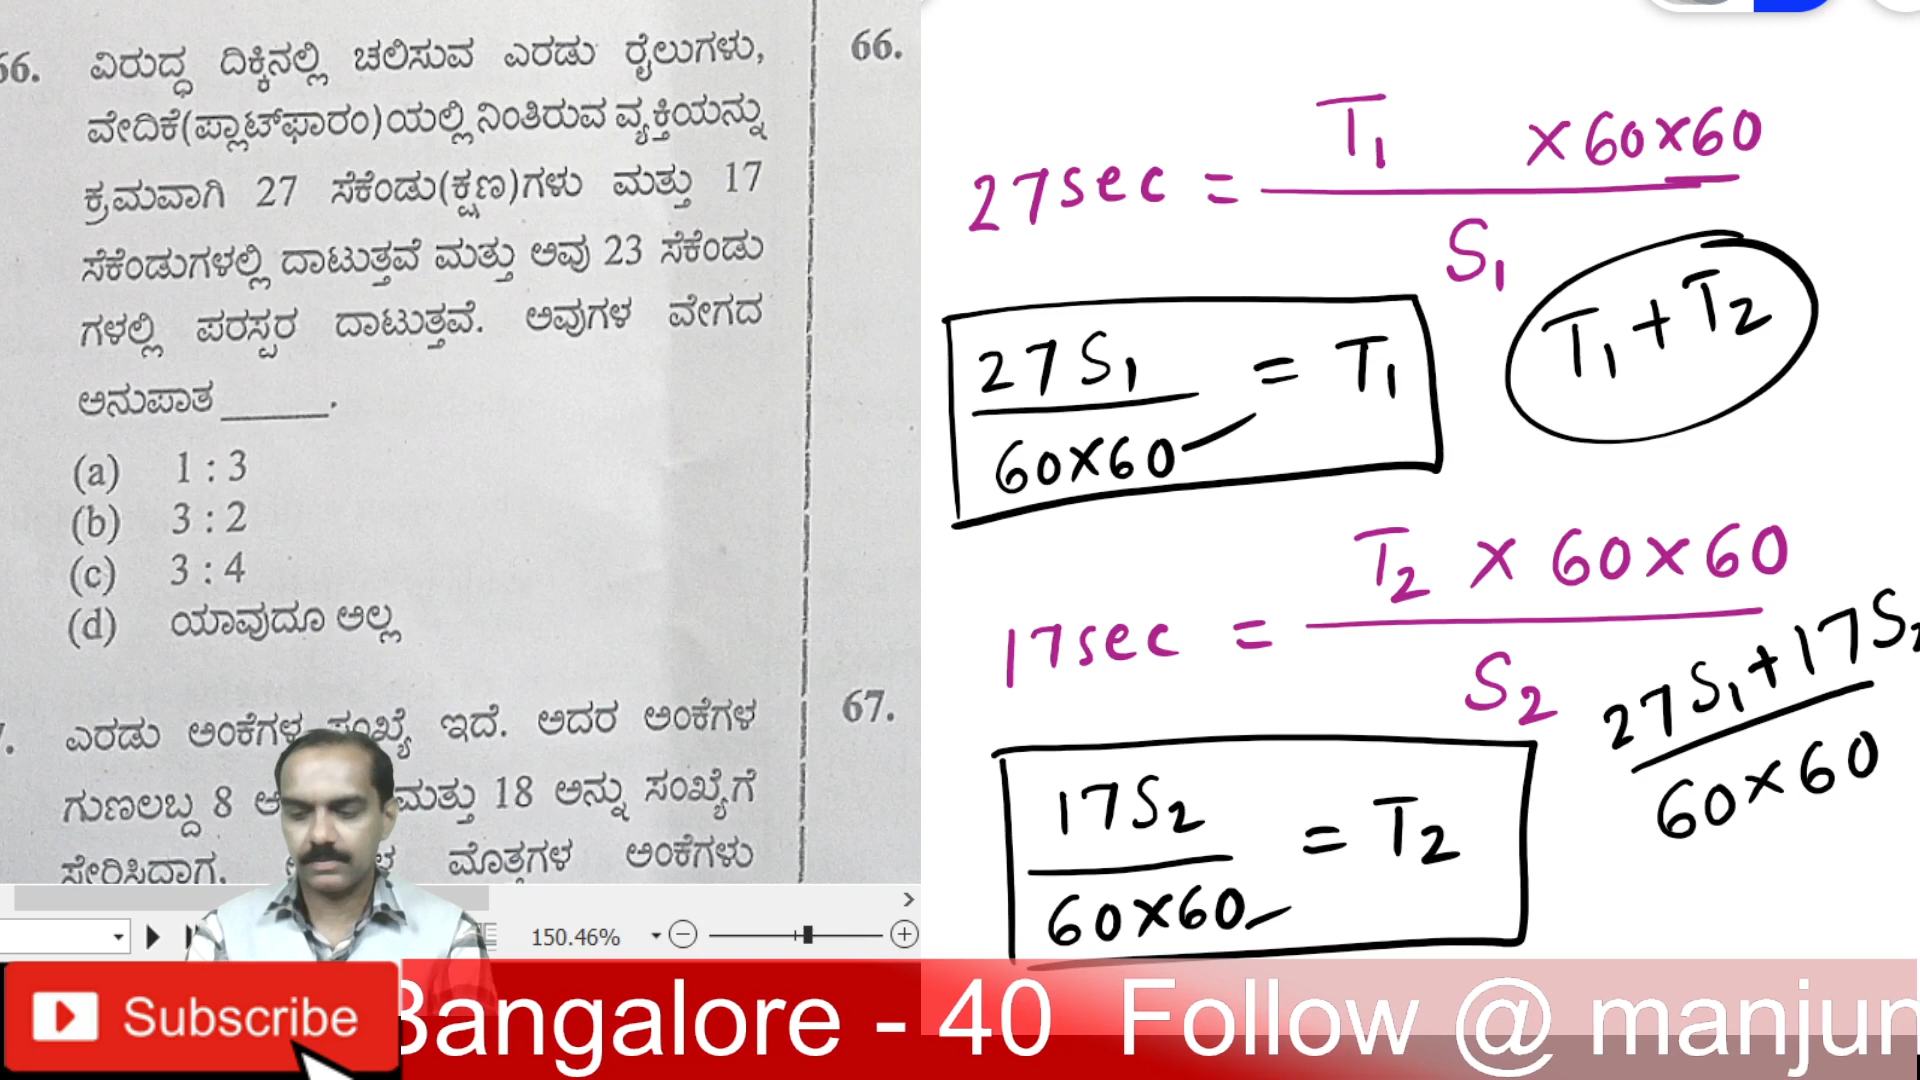 66. ವಿರುದ್ಧ ದಿಕ್ಕಿನಲ್ಲಿ ಚಲಿಸುವ ಎರಡು ರೈಲುಗಳು,
ವೇದಿಕೆ(ಪ್ಲಾಟ್‌ಫಾರಂ)ಯಲ್ಲಿ ನಿಂತಿರುವ ವ್ಯಕ್ತಿಯನ್ನು
ಕ್ರಮವಾಗಿ 27 ಸೆಕೆಂಡು(ಕ್ಷಣ)ಗಳು ಮತ್ತು 17
ಸೆಕೆಂಡುಗಳಲ್ಲಿ ದಾಟುತ್ತವೆ ಮತ್ತು ಅವು 23 ಸೆಕೆಂಡು
ಗಳಲ್ಲಿ ಪರಸ್ಪರ ದಾಟುತ್ತವೆ. ಅವುಗಳ ವೇಗದ
ಅನುಪಾತ ______.
(a) 1 : 3
(b) 3 : 2
(c) 3 : 4
(d) ಯಾವುದೂ ಅಲ್ಲ
ಎರಡು ಅಂಕೆಗಳ ಸಂಖ್ಯೆ ಇದೆ. ಅದರ ಅಂಕೆಗಳ
ಗುಣಲಬ್ದ 8 ಮತ್ತು 18 ಅನ್ನು ಸಂಖ್ಯೆಗೆ
ಸೇರಿಸಿದಾಗ, ಮೊತ್ತಗಳ ಅಂಕೆಗಳು
66.
67.
27sec = T1 ×60×60
S1
27S1 = T1
60×60
T1+T2
17sec = T2 × 60×60
S2
27S1+17S2
60×60
17S2 = T2
60×60
150.46%
Subscribe
Bangalore - 40 Follow @ manjun